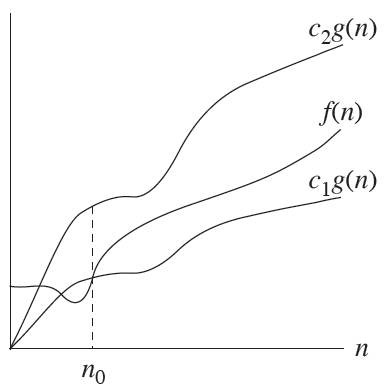 c₂g(n)
f(n)
c₁g(n)
n
n₀